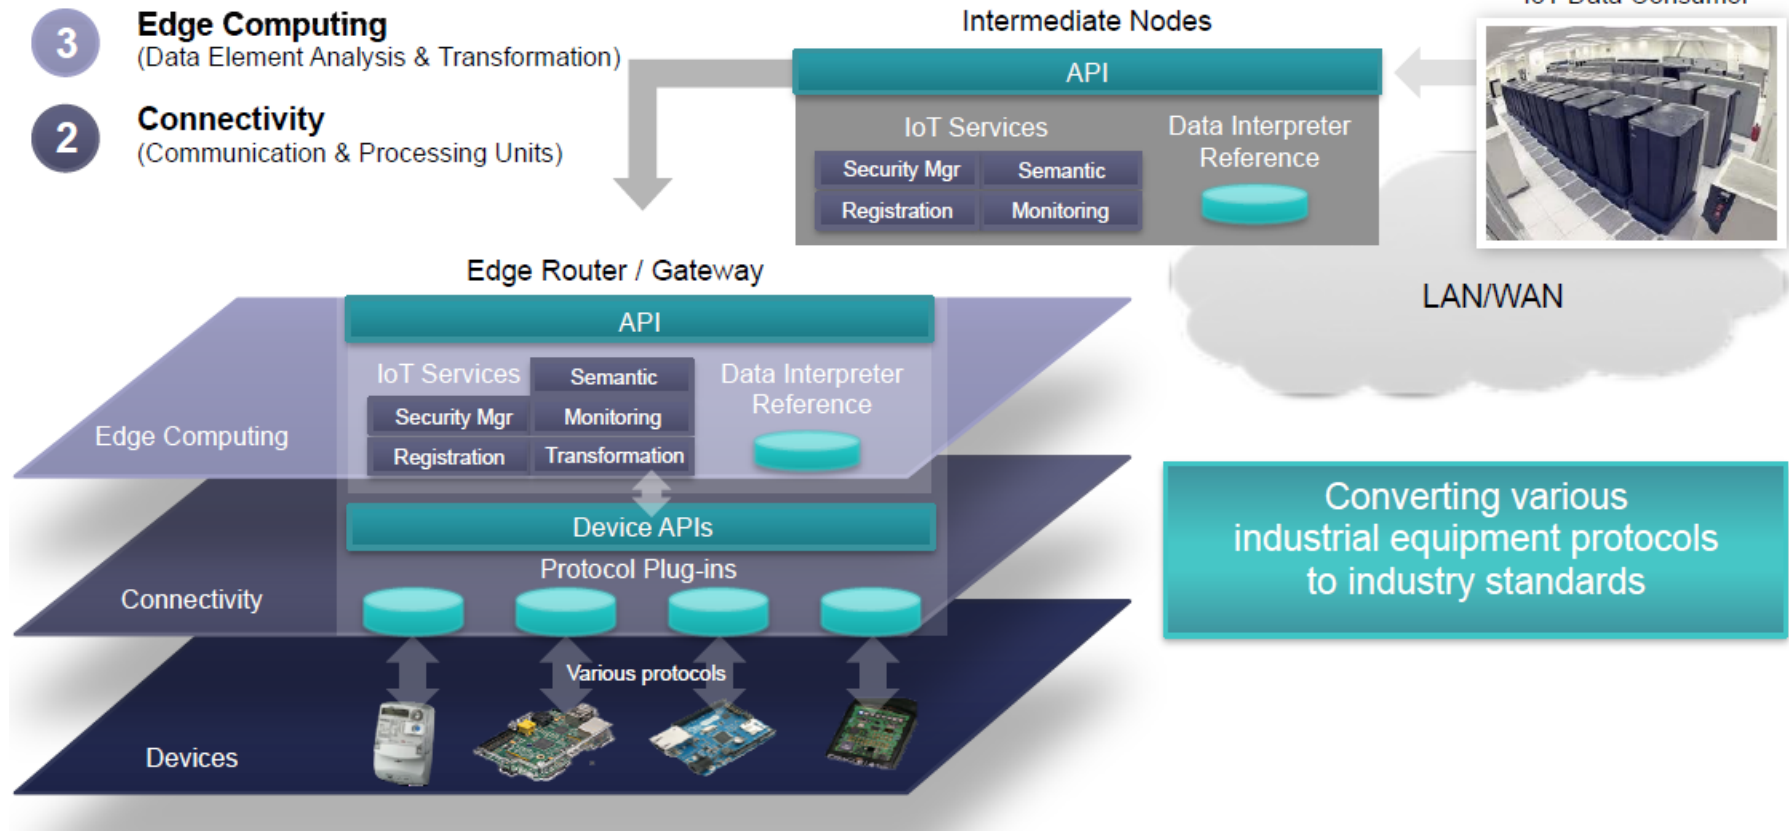 IoT Data Consumer
3
Edge Computing
(Data Element Analysis & Transformation)
2
Connectivity
(Communication & Processing Units)
Intermediate Nodes
API
IoT Services
Security Mgr
Semantic
Registration
Monitoring
Data Interpreter
Reference
LAN/WAN
Edge Router / Gateway
API
IoT Services
Semantic
Security Mgr
Monitoring
Registration
Transformation
Data Interpreter
Reference
Edge Computing
Device APIs
Protocol Plug-ins
Connectivity
Various protocols
Devices
Converting various
industrial equipment protocols
to industry standards